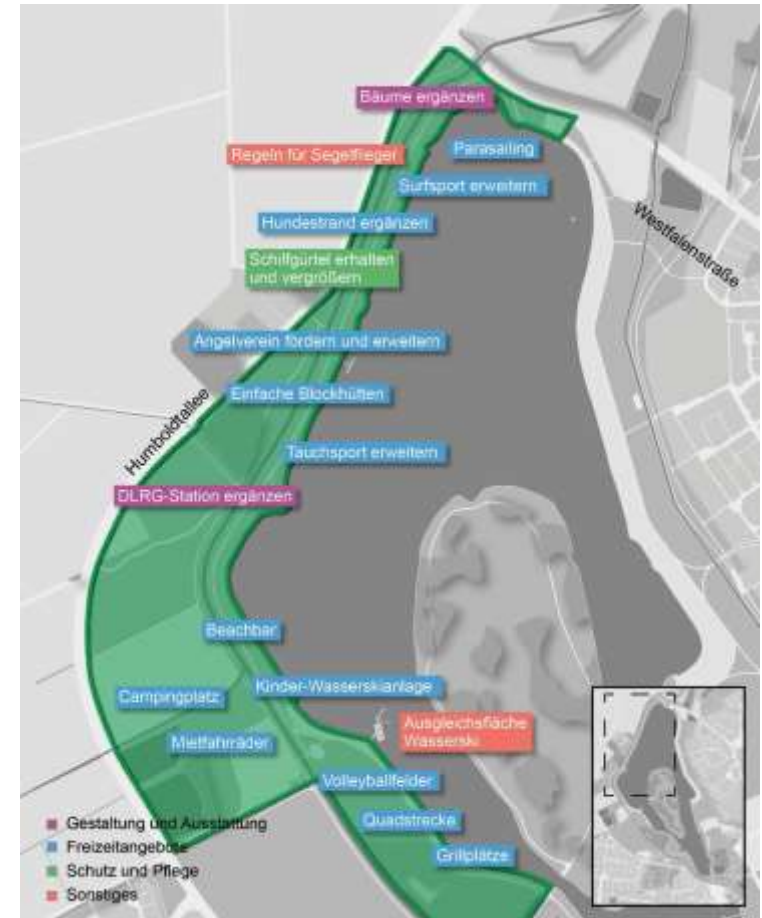 Bäume ergänzen
Parasailing
Regeln für Segelflieger
Surfsport erweitern
Westfalenstraße
Hundestrand ergänzen
Schilfgürtel erhalten
und vergrößern
Angelverein fördern und erweitern
Einfache Blockhütten
Humboldtallee
Tauchsport erweitern
DLRG-Station ergänzen
Beachbar
Kinder-Wasserskianlage
Campingplatz
Ausgleichsfläche
Wasserski
Mietfahrräder
Volleyballfelder
Quadstrecke
Grillplätze
Gestaltung und Ausstattung
Freizeitangebote
Schutz und Pflege
Sonstiges